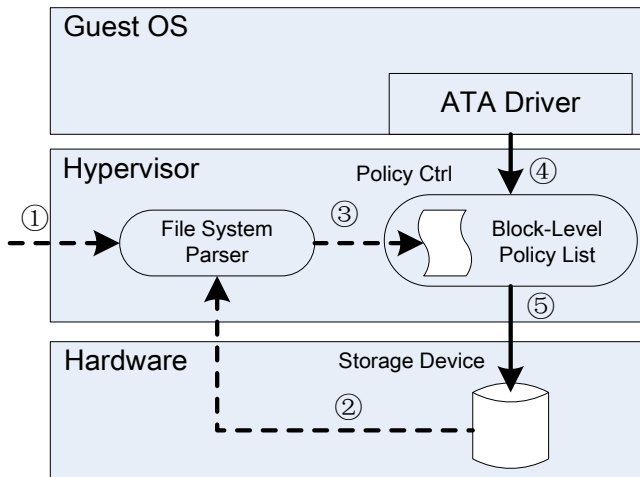 Guest OS
ATA Driver
Hypervisor
Policy Ctrl
④
①
File System
Parser
③
Block-Level
Policy List
⑤
Hardware
Storage Device
②